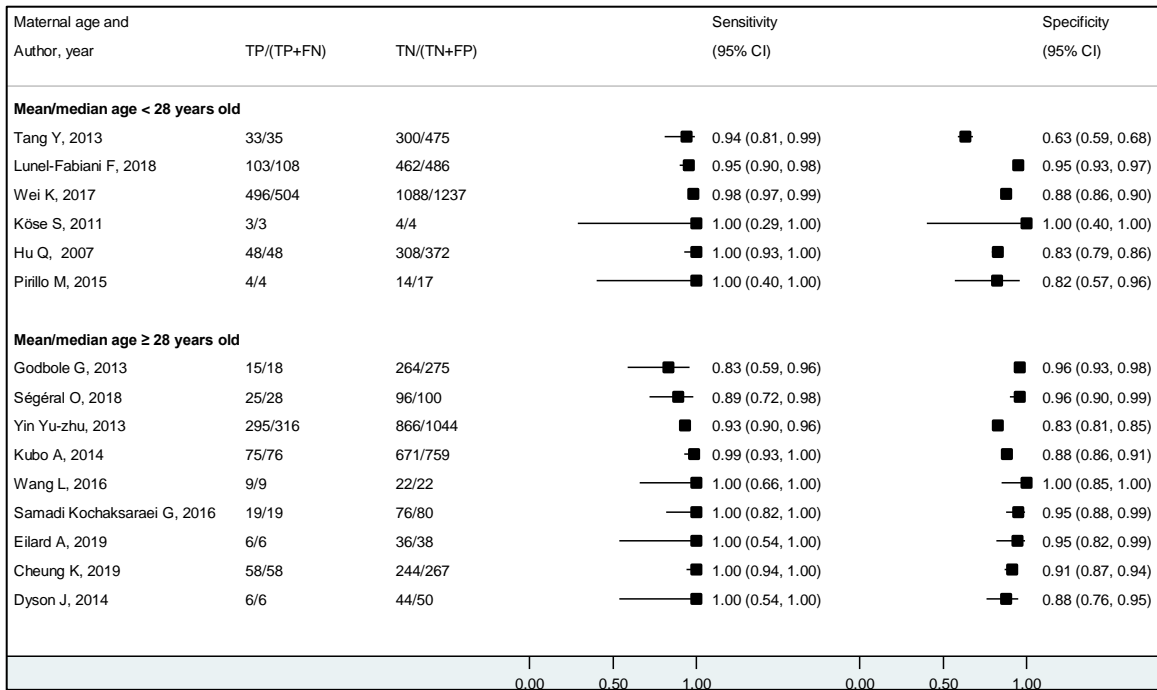 Maternal age and Sensitivity Specificity
Author, year TP/(TP+FN) TN/(TN+FP) (95% CI) (95% CI)
Mean/median age < 28 years old
Tang Y, 2013 33/35 300/475 0.94 (0.81, 0.99) 0.63 (0.59, 0.68)
Lunel-Fabiani F, 2018 103/108 462/486 0.95 (0.90, 0.98) 0.95 (0.93, 0.97)
Wei K, 2017 496/504 1088/1237 0.98 (0.97, 0.99) 0.88 (0.86, 0.90)
Köse S, 2011 3/3 4/4 1.00 (0.29, 1.00) 1.00 (0.40, 1.00)
Hu Q, 2007 48/48 308/372 1.00 (0.93, 1.00) 0.83 (0.79, 0.86)
Pirillo M, 2015 4/4 14/17 1.00 (0.40, 1.00) 0.82 (0.57, 0.96)
Mean/median age ≥ 28 years old
Godbole G, 2013 15/18 264/275 0.83 (0.59, 0.96) 0.96 (0.93, 0.98)
Ségéral O, 2018 25/28 96/100 0.89 (0.72, 0.98) 0.96 (0.90, 0.99)
Yin Yu-zhu, 2013 295/316 866/1044 0.93 (0.90, 0.96) 0.83 (0.81, 0.85)
Kubo A, 2014 75/76 671/759 0.99 (0.93, 1.00) 0.88 (0.86, 0.91)
Wang L, 2016 9/9 22/22 1.00 (0.66, 1.00) 1.00 (0.85, 1.00)
Samadi Kochaksaraei G, 2016 19/19 76/80 1.00 (0.82, 1.00) 0.95 (0.88, 0.99)
Eilard A, 2019 6/6 36/38 1.00 (0.54, 1.00) 0.95 (0.82, 0.99)
Cheung K, 2019 58/58 244/267 1.00 (0.94, 1.00) 0.91 (0.87, 0.94)
Dyson J, 2014 6/6 44/50 1.00 (0.54, 1.00) 0.88 (0.76, 0.95)
0.00 0.50 1.00 0.00 0.50 1.00